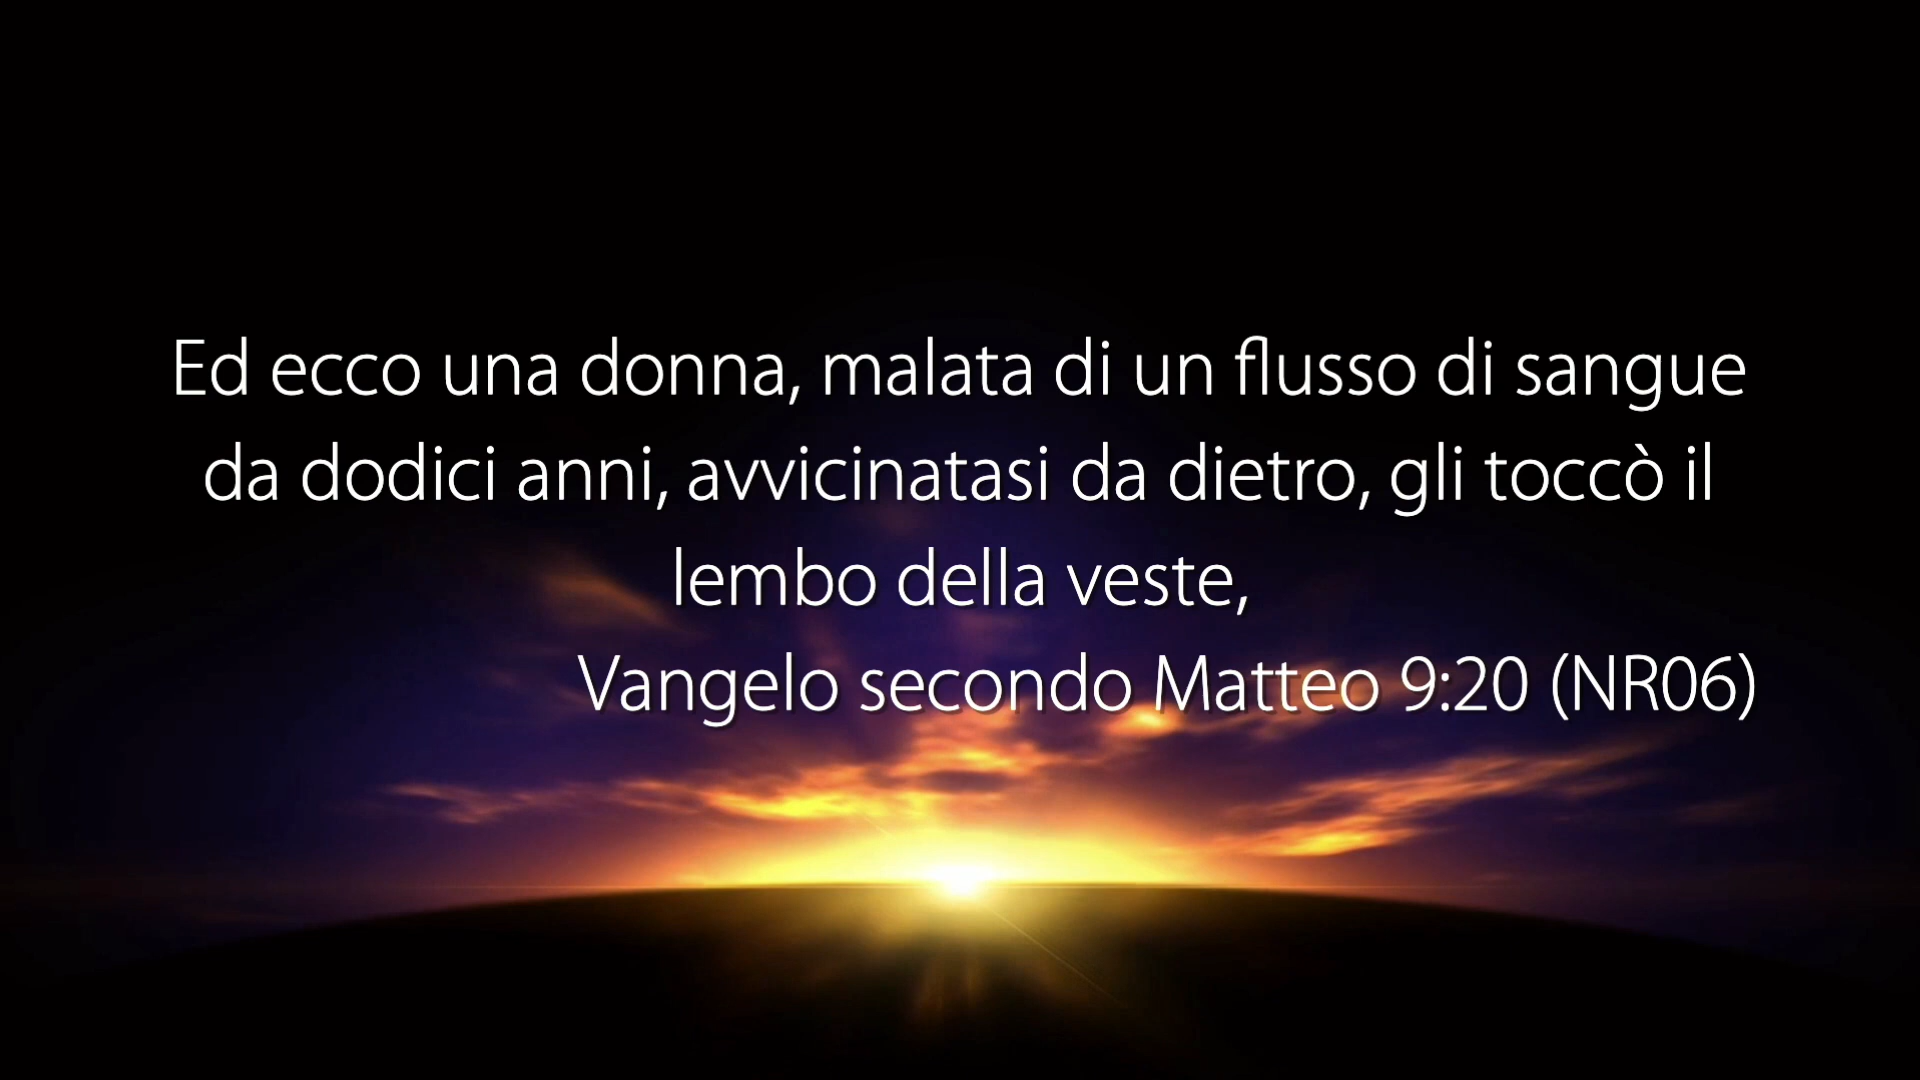 Ed ecco una donna, malata di un flusso di sangue
da dodici anni, avvicinatasi da dietro, gli toccò il
lembo della veste,
Vangelo secondo Matteo 9:20 (NR06)